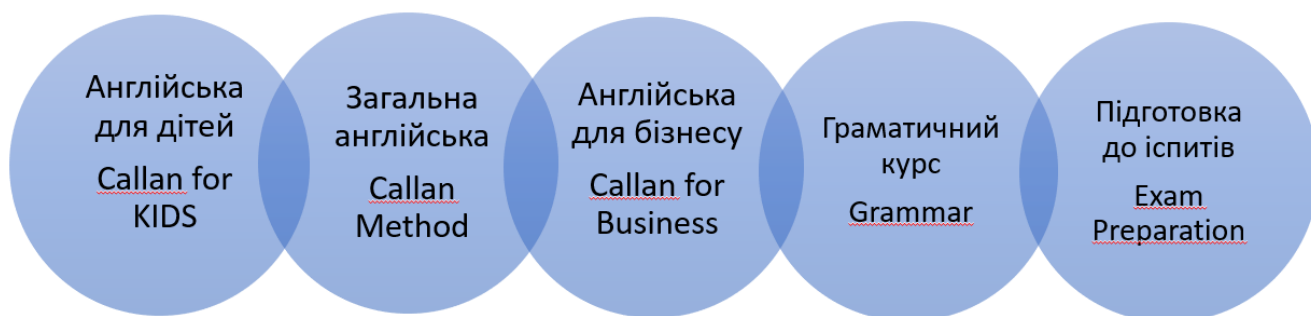 Англійська
для дітей
Callan for
KIDS
Загальна
англійська
Callan
Method
Англійська
для бізнесу
Callan for
Business
Граматичний
курс
Grammar
Підготовка
до іспитів
Exam
Preparation